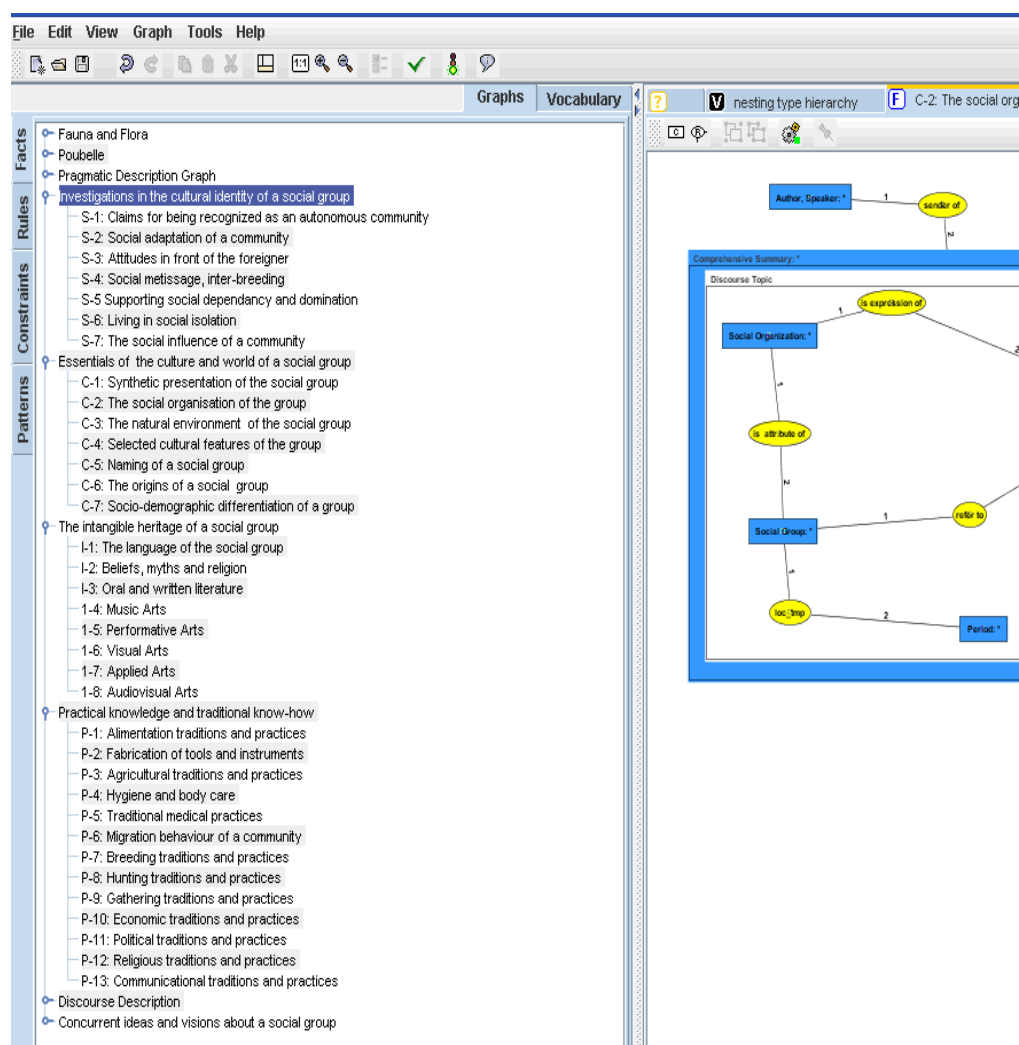 File Edit View Graph Tools Help
1:1
Graphs Vocabulary
? V nesting type hierarchy F C-2: The social org
C R
Facts
Rules
Constraints
Patterns
Fauna and Flora
Poubelle
Pragmatic Description Graph
Investigations in the cultural identity of a social group
S-1: Claims for being recognized as an autonomous community
S-2: Social adaptation of a community
S-3: Attitudes in front of the foreigner
S-4: Social metissage, inter-breeding
S-5 Supporting social dependancy and domination
S-6: Living in social isolation
S-7: The social influence of a community
Essentials of the culture and world of a social group
C-1: Synthetic presentation of the social group
C-2: The social organisation of the group
C-3: The natural environment of the social group
C-4: Selected cultural features of the group
C-5: Naming of a social group
C-6: The origins of a social group
C-7: Socio-demographic differentiation of a group
The intangible heritage of a social group
I-1: The language of the social group
I-2: Beliefs, myths and religion
I-3: Oral and written literature
1-4: Music Arts
1-5: Performative Arts
1-6: Visual Arts
1-7: Applied Arts
1-8: Audiovisual Arts
Practical knowledge and traditional know-how
P-1: Alimentation traditions and practices
P-2: Fabrication of tools and instruments
P-3: Agricultural traditions and practices
P-4: Hygiene and body care
P-5: Traditional medical practices
P-6: Migration behaviour of a community
P-7: Breeding traditions and practices
P-8: Hunting traditions and practices
P-9: Gathering traditions and practices
P-10: Economic traditions and practices
P-11: Political traditions and practices
P-12: Religious traditions and practices
P-13: Communicational traditions and practices
Discourse Description
Concurrent ideas and visions about a social group
Author, Speaker: *
1
sender of
2
Comprehensive Summary: *
Discourse Topic
is expression of
1
Social Organization: *
2
1
is attribute of
2
Social Group: *
1
refer to
1
loc_tmp
2
Period: *